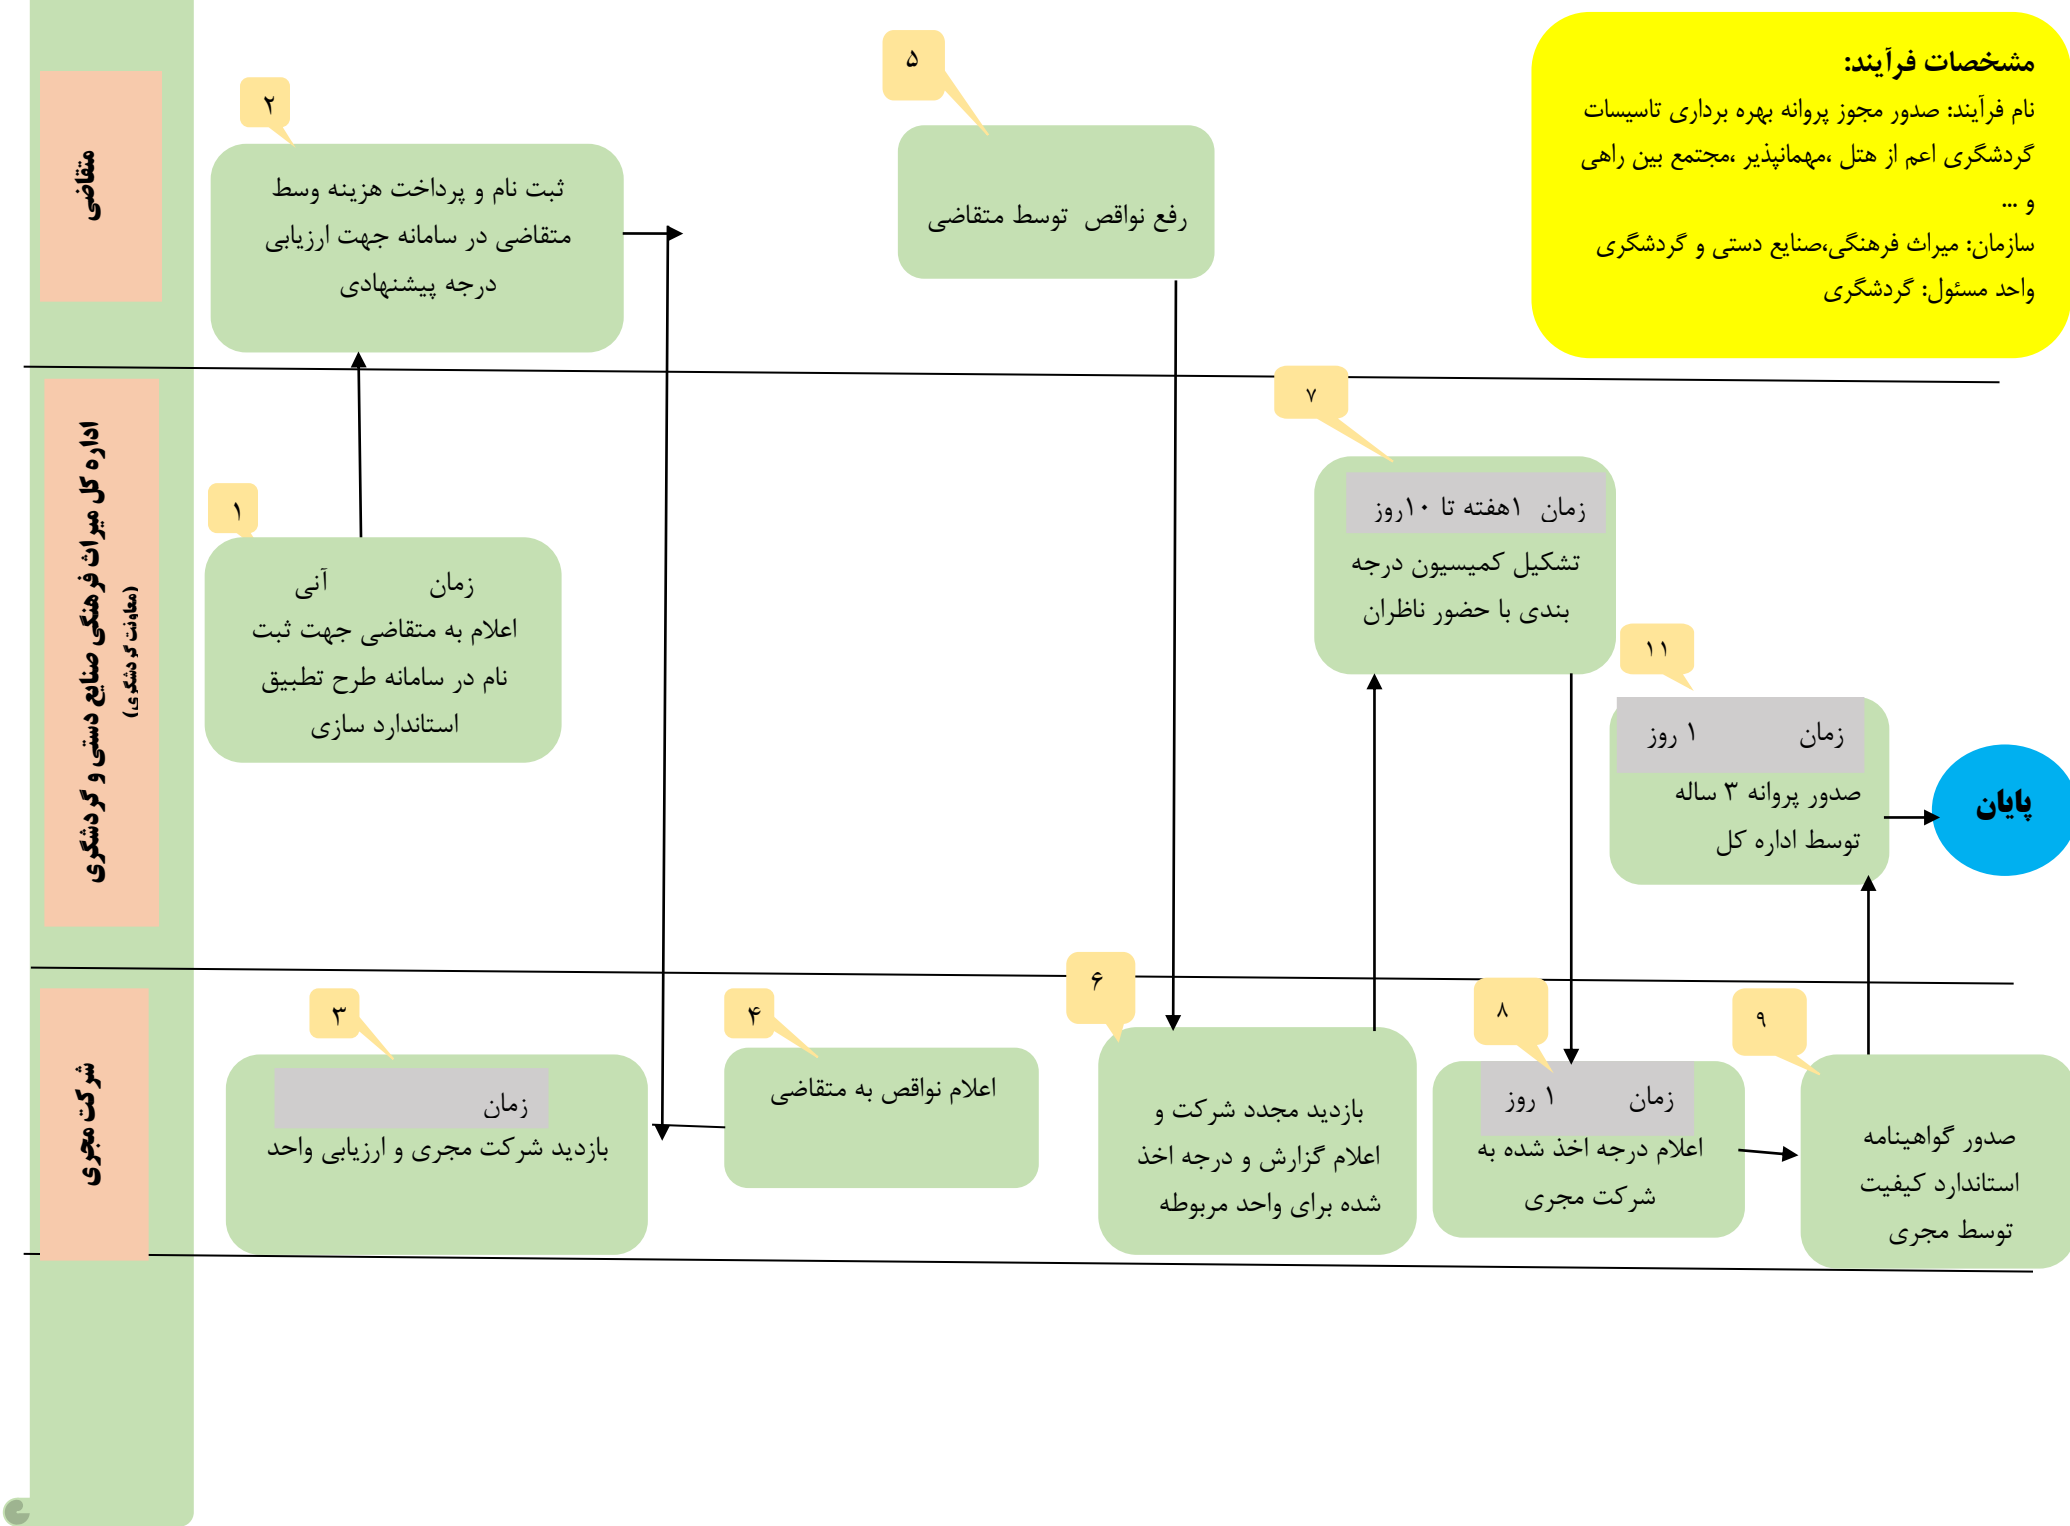 مشخصات فرآیند:
نام فرآیند: صدور مجوز پروانه بهره برداری تاسیسات
گردشگری اعم از هتل ،مهمانپذیر ،مجتمع بین راهی
و ...
سازمان: میراث فرهنگی،صنایع دستی و گردشگری
واحد مسئول: گردشگری
متقاضی
۲
ثبت نام و پرداخت هزینه وسط
متقاضی در سامانه جهت ارزیابی
درجه پیشنهادی
۵
رفع نواقص توسط متقاضی
اداره کل میراث فرهنگی صنایع دستی و گردشگری
(معاونت گردشگری)
۱
زمان آنی
اعلام به متقاضی جهت ثبت
نام در سامانه طرح تطبیق
استاندارد سازی
۷
زمان ۱هفته تا ۱۰روز
تشکیل کمیسیون درجه
بندی با حضور ناظران
۱۱
زمان ۱ روز
صدور پروانه ۳ ساله
توسط اداره کل
پایان
شرکت مجری
۳
زمان
بازدید شرکت مجری و ارزیابی واحد
۴
اعلام نواقص به متقاضی
۶
بازدید مجدد شرکت و
اعلام گزارش و درجه اخذ
شده برای واحد مربوطه
۸
زمان ۱ روز
اعلام درجه اخذ شده به
شرکت مجری
۹
صدور گواهینامه
استاندارد کیفیت
توسط مجری